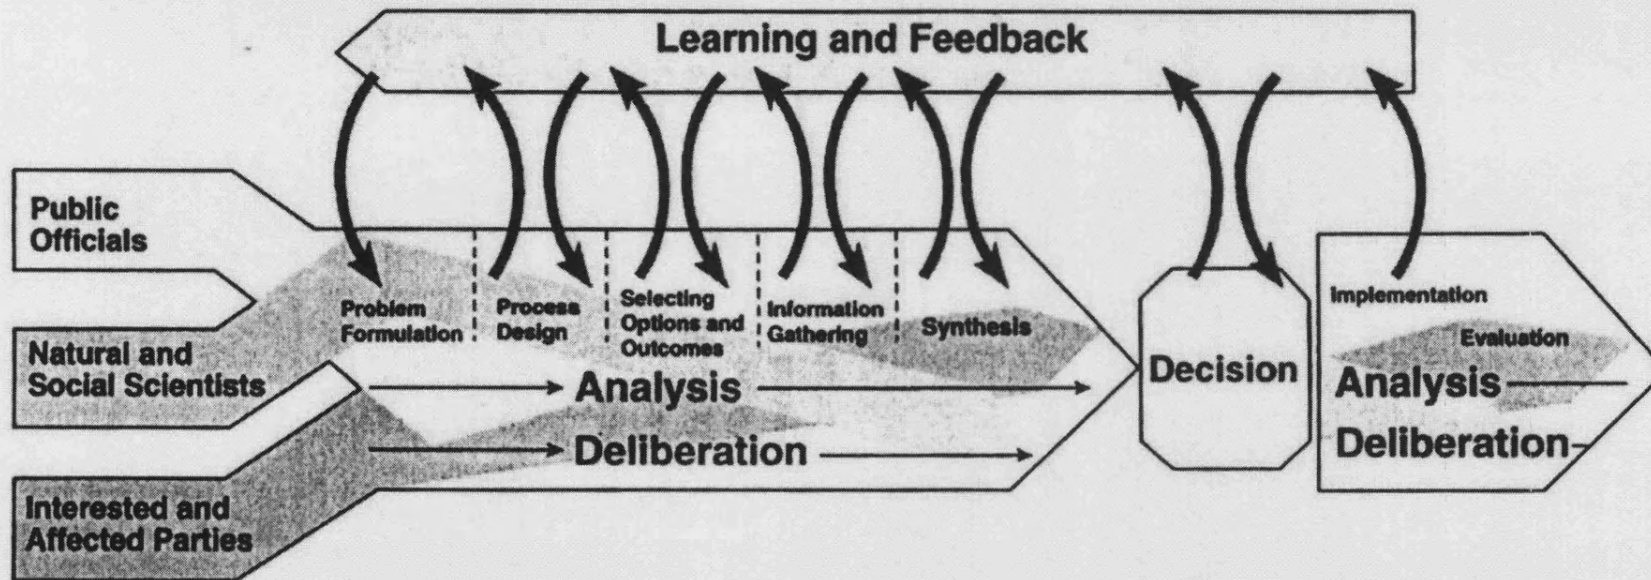 Learning and Feedback
Public
Officials
Natural and
Social Scientists
Interested and
Affected Parties
Problem
Formulation
Process
Design
Selecting
Options and
Outcomes
Information
Gathering
Synthesis
Analysis
Deliberation
Decision
Implementation
Evaluation
Analysis
Deliberation